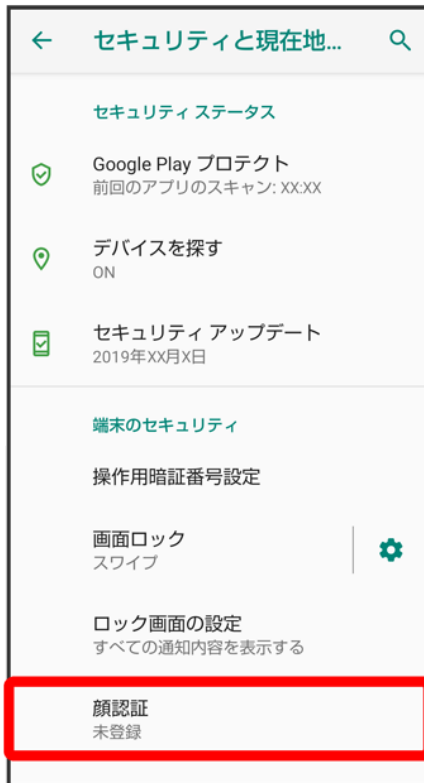 セキュリティと現在地...
セキュリティ ステータス
Google Play プロテクト
前回のアプリのスキャン: XX:XX
デバイスを探す
ON
セキュリティ アップデート
2019年XX月X日
端末のセキュリティ
操作用暗証番号設定
画面ロック
スワイプ
ロック画面の設定
すべての通知内容を表示する
顔認証
未登録